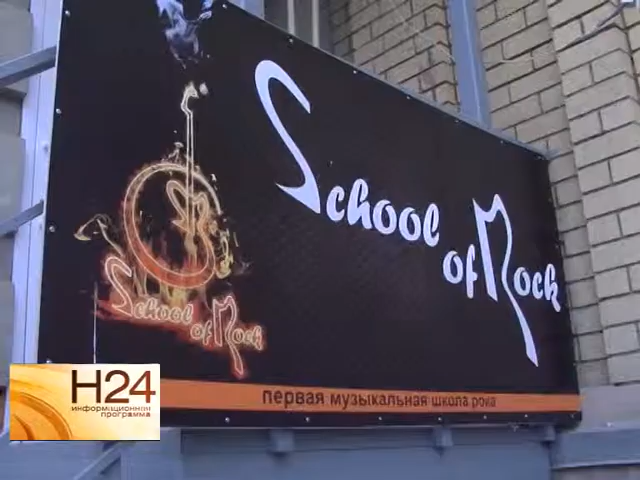 School
of Rock
School
of Rock
первая музыкальная школа рока
Н24
информационная
программа